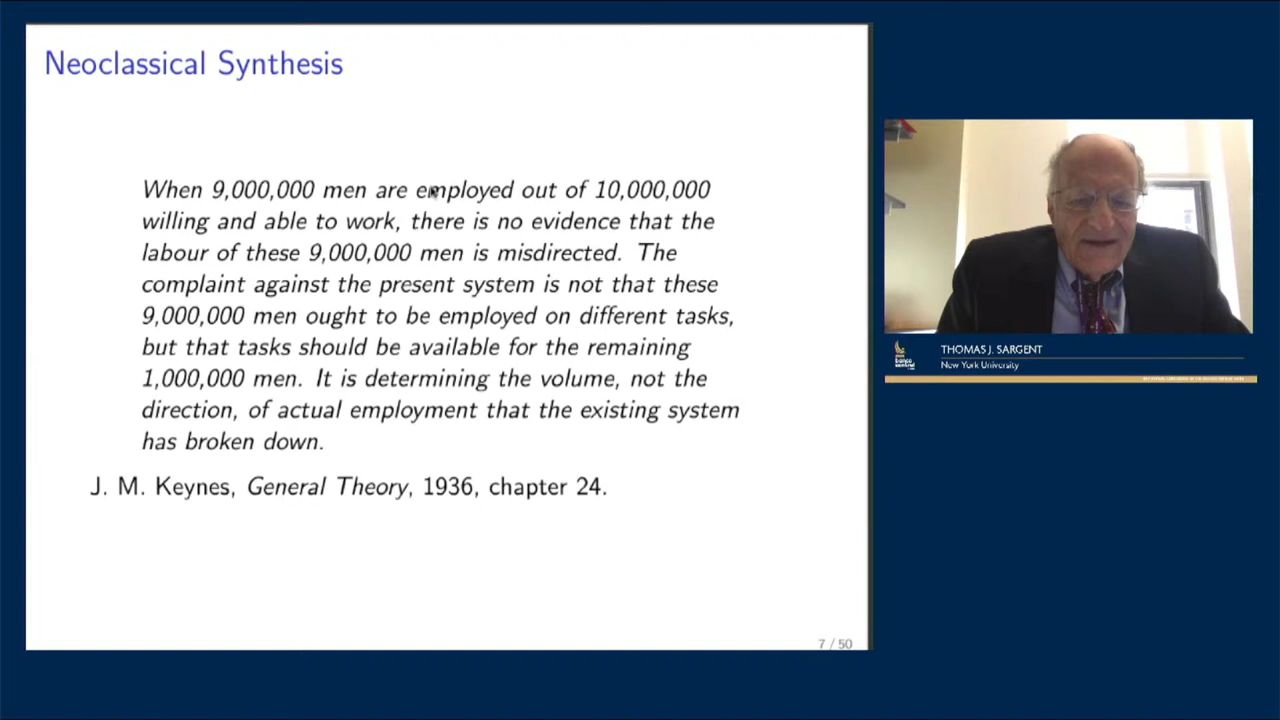 Neoclassical Synthesis
When 9,000,000 men are employed out of 10,000,000
willing and able to work, there is no evidence that the
labour of these 9,000,000 men is misdirected. The
complaint against the present system is not that these
9,000,000 men ought to be employed on different tasks,
but that tasks should be available for the remaining
1,000,000 men. It is determining the volume, not the
direction, of actual employment that the existing system
has broken down.
J. M. Keynes, General Theory, 1936, chapter 24.
7 / 50
THOMAS J. SARGENT
New York University